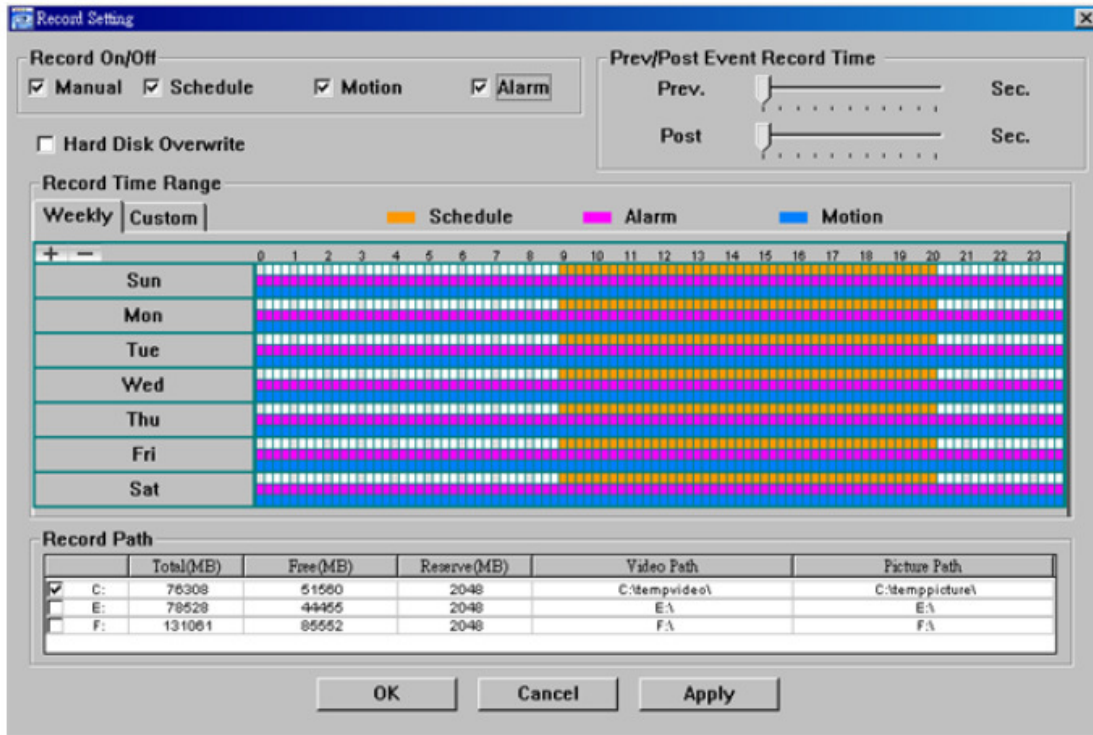 Record Setting
Record On/Off
Manual Schedule Motion Alarm
Prev/Post Event Record Time
Prev. Sec.
Post Sec.
Hard Disk Overwrite
Record Time Range
Weekly Custom Schedule Alarm Motion
+ − 0 1 2 3 4 5 6 7 8 9 10 11 12 13 14 15 16 17 18 19 20 21 22 23
Sun
Mon
Tue
Wed
Thu
Fri
Sat
Record Path
Total(MB) Free(MB) Reserve(MB) Video Path Picture Path
C: 76308 51560 2048 C:\tempvideo\ C:\temppicture\
E: 78528 44455 2048 E:\ E:\
F: 131061 85552 2048 F:\ F:\
OK Cancel Apply